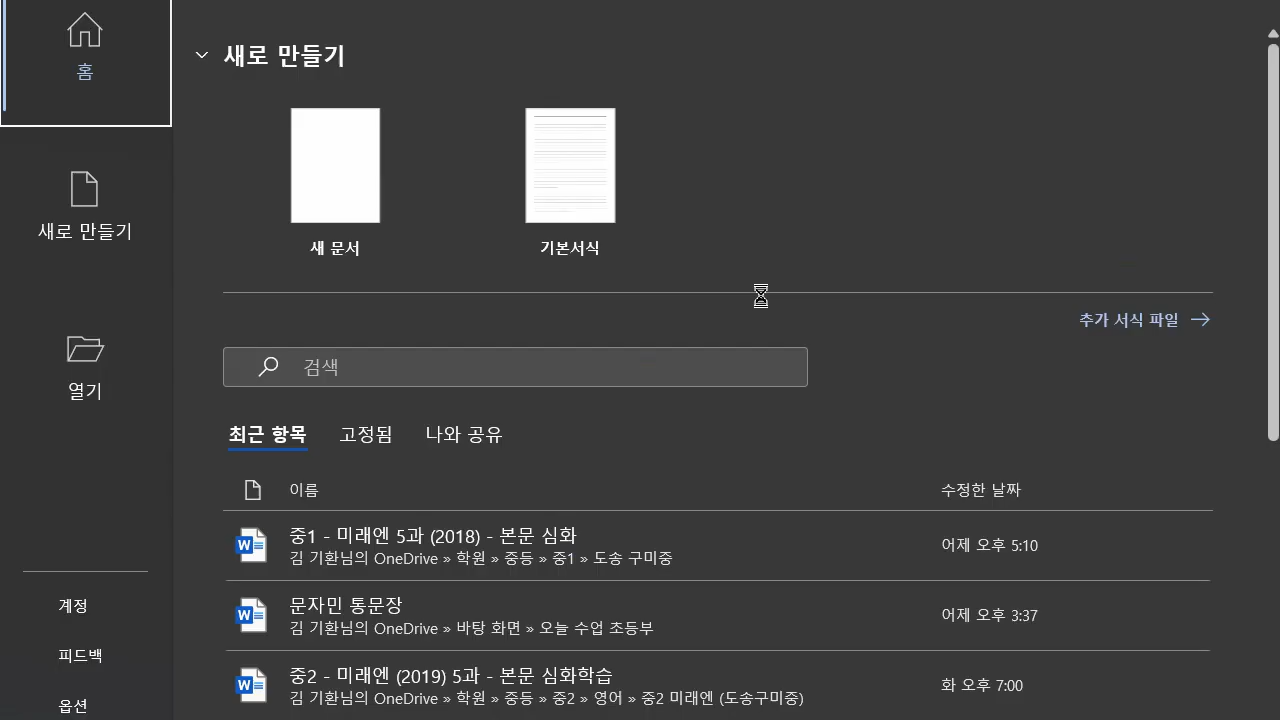 홈
새로 만들기
열기
계정
피드백
옵션
새로 만들기
새 문서
기본서식
추가 서식 파일
검색
최근 항목 고정됨 나와 공유
이름 수정한 날짜
중1 - 미래엔 5과 (2018) - 본문 심화
김 기환님의 OneDrive » 학원 » 중등 » 중1 » 도송 구미중
어제 오후 5:10
문자민 통문장
김 기환님의 OneDrive » 바탕 화면 » 오늘 수업 초등부
어제 오후 3:37
중2 - 미래엔 (2019) 5과 - 본문 심화학습
김 기환님의 OneDrive » 학원 » 중등 » 중2 » 영어 » 중2 미래엔 (도송구미중)
화 오후 7:00